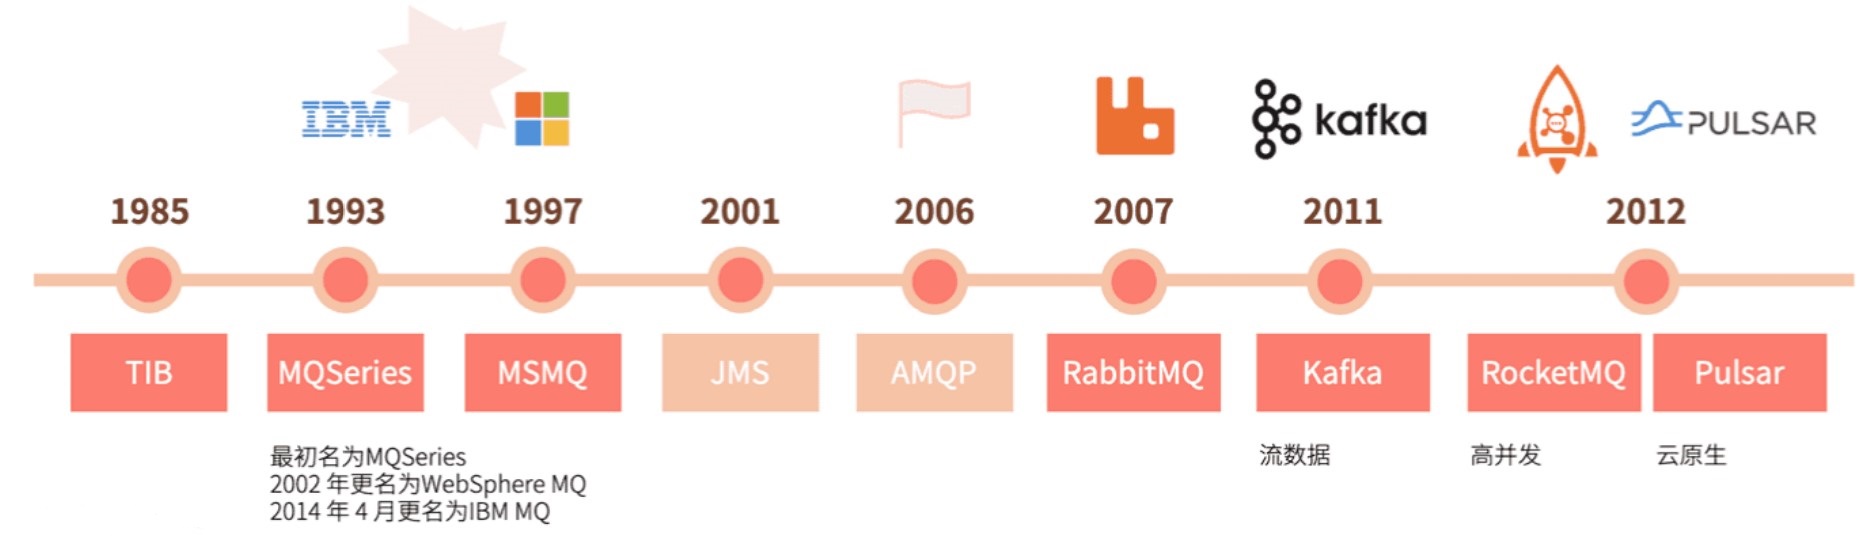 IBM
kafka
PULSAR
1985
1993
1997
2001
2006
2007
2011
2012
TIB
MQSeries
MSMQ
JMS
AMQP
RabbitMQ
Kafka
RocketMQ
Pulsar
最初名为MQSeries
2002 年更名为WebSphere MQ
2014 年 4 月更名为IBM MQ
流数据
高并发
云原生